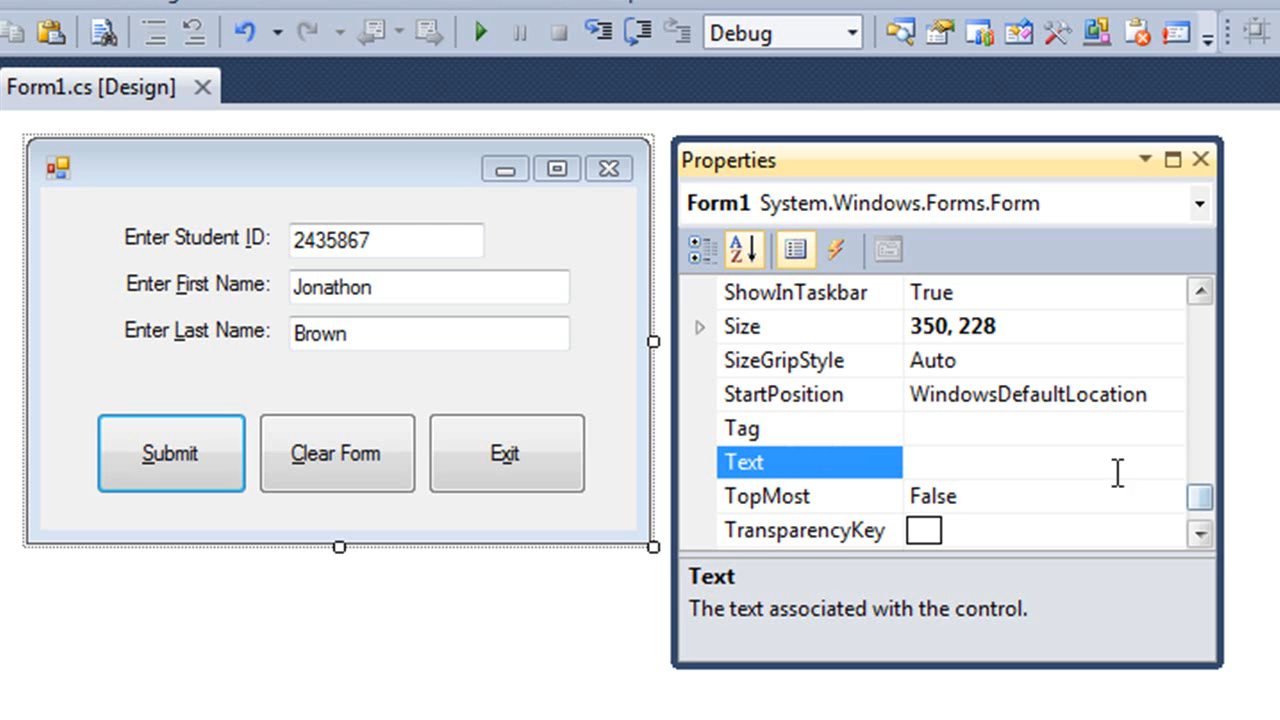 Debug
Form1.cs [Design]
Enter Student ID: 2435867
Enter First Name: Jonathon
Enter Last Name: Brown
Submit Clear Form Exit
Properties
Form1 System.Windows.Forms.Form
ShowInTaskbar True
Size 350, 228
SizeGripStyle Auto
StartPosition WindowsDefaultLocation
Tag
Text
TopMost False
TransparencyKey
Text
The text associated with the control.